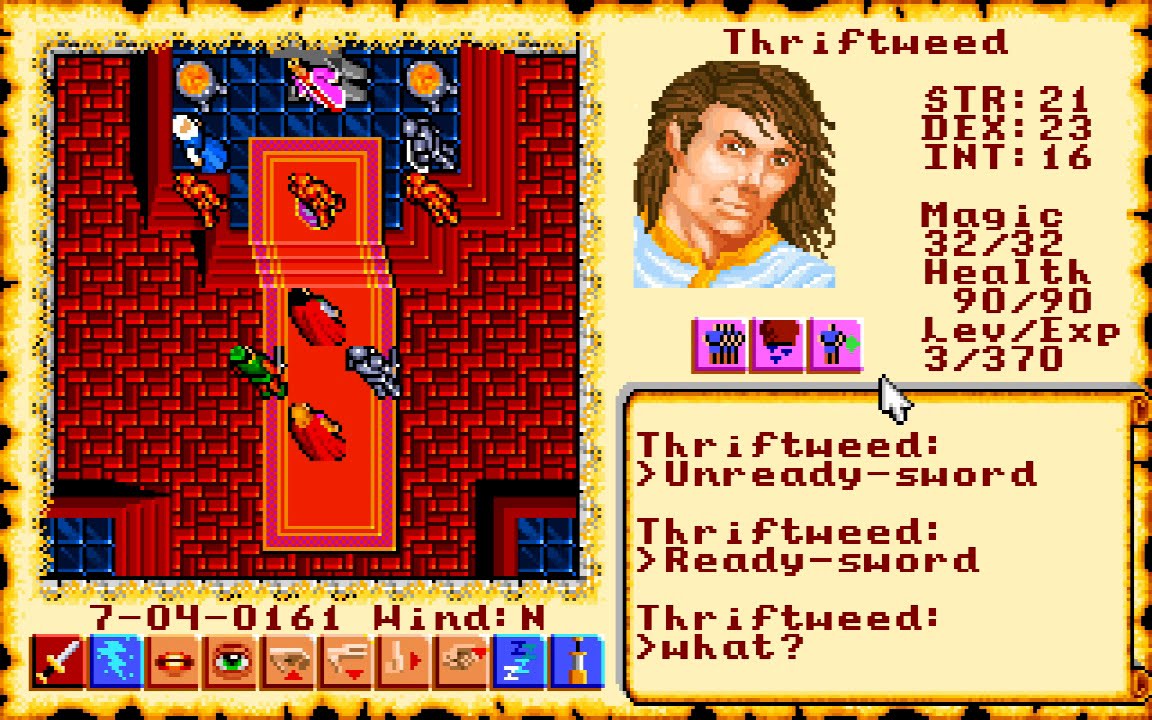 Thriftweed
STR:21
DEX:23
INT:16
Magic
32/32
Health
90/90
Lev/Exp
3/370
Thriftweed:
>Unready-sword
Thriftweed:
>Ready-sword
Thriftweed:
>what?
7-04-0161 Wind:N
Z Z Z